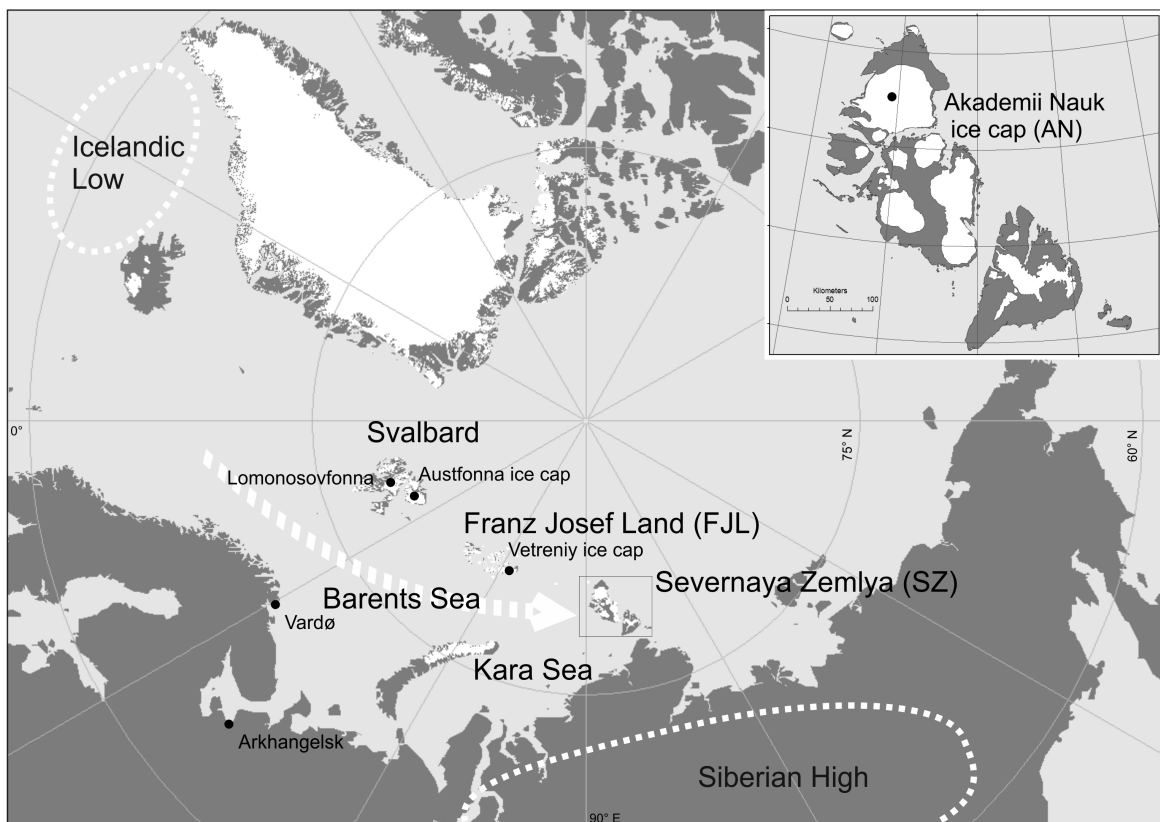 Icelandic
Low
Akademii Nauk
ice cap (AN)
Kilometers
0 50 100
0°
75° N
60° N
Svalbard
Lomonosovfonna
Austfonna ice cap
Franz Josef Land (FJL)
Vetreniy ice cap
Severnaya Zemlya (SZ)
Barents Sea
Vardø
Kara Sea
Arkhangelsk
Siberian High
90° E